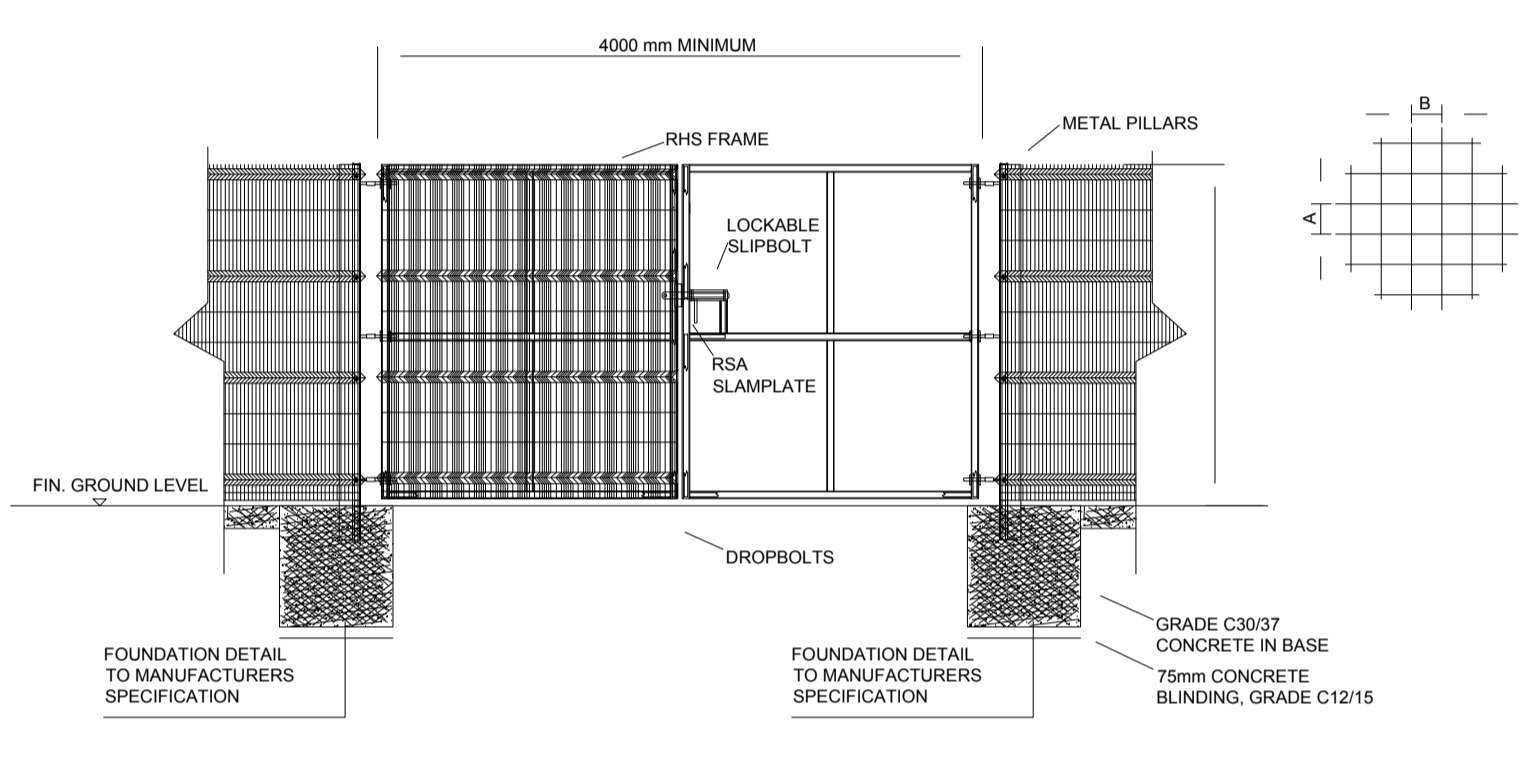 4000 mm MINIMUM
RHS FRAME
METAL PILLARS
B
A
LOCKABLE
SLIPBOLT
RSA
SLAMPLATE
FIN. GROUND LEVEL
DROPBOLTS
FOUNDATION DETAIL
TO MANUFACTURERS
SPECIFICATION
FOUNDATION DETAIL
TO MANUFACTURERS
SPECIFICATION
GRADE C30/37
CONCRETE IN BASE
75mm CONCRETE
BLINDING, GRADE C12/15